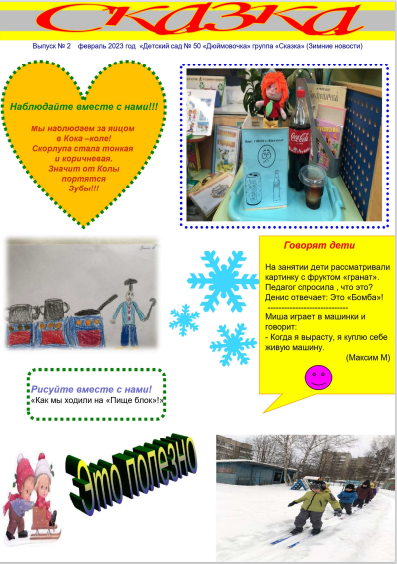 Сказка
Выпуск № 2 февраль 2023 год «Детский сад № 50 «Дюймовочка» группа «Сказка» (Зимние новости)
Наблюдайте вместе с нами!!!
Мы наблюдаем за яицом
в Кока –коле!
Скорлупа стала тонкая
и коричневая.
Значит от Колы
портятся
Зубы!!!
Coca-Cola
Говорят дети
На занятии дети рассматривали
картинку с фруктом «гранат».
Педагог спросила , что это?
Денис отвечает: Это «Бомба»!
----------------------------
Миша играет в машинки и
говорит:
- Когда я вырасту, я куплю себе
живую машину.
(Максим М)
Рисуйте вместе с нами!
«Как мы ходили на «Пище блок»!»
Это полезно